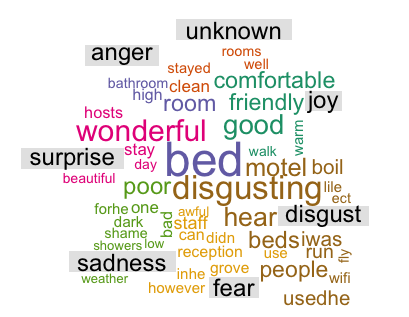 unknown
anger
rooms
well
stayed
bathroom
clean
comfortable
high
room
friendly
joy
hosts
wonderful
good
warm
surprise
stay
day
bed
walk
motel
boil
beautiful
poor
disgusting
lile
ect
forhe
one
awful
hear
disgust
dark
bad
staff
shame
can
didn
beds
iwas
showers
low
reception
use
run
fly
sadness
weather
inhe
grove
people
wifi
however
fear
usedhe